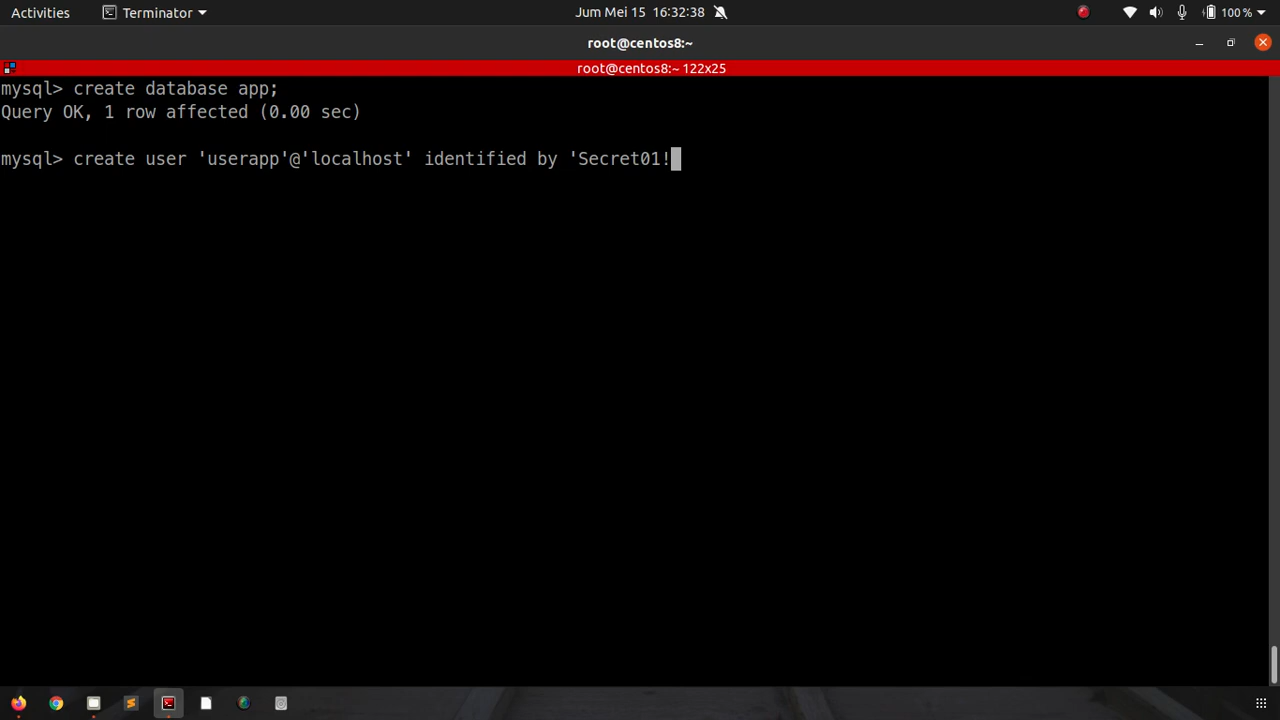 Activities Terminator Jum Mei 15 16:32:38 100 %
root@centos8:~
root@centos8:~ 122x25
mysql> create database app;
Query OK, 1 row affected (0.00 sec)
mysql> create user 'userapp'@'localhost' identified by 'Secret01!